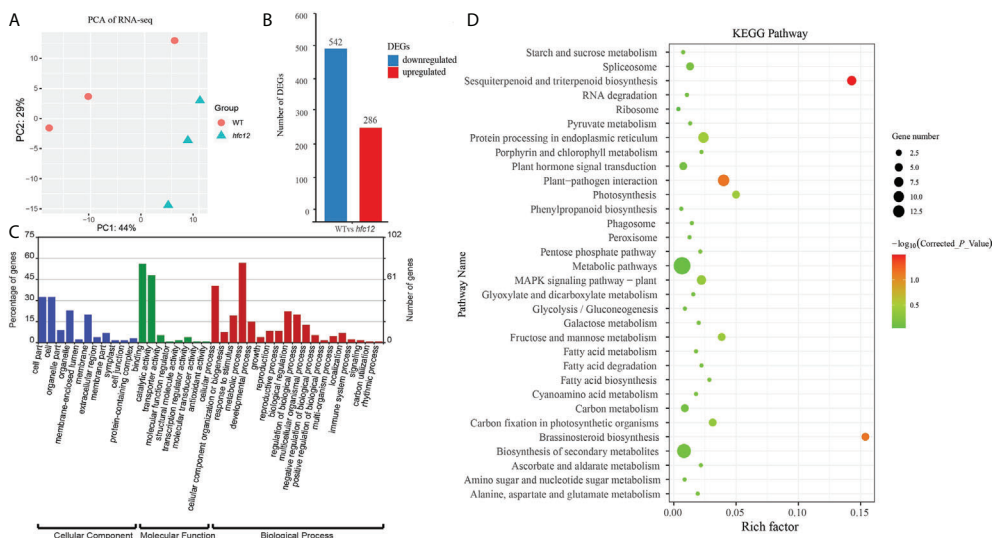 A
PCA of RNA-seq
10
5
0
−5
−10
−15
PC2: 29%
−10
0
10
PC1: 44%
Group
WT
hfc12
B
600
500
400
300
200
100
0
Number of DEGs
542
286
WTvs hfc12
DEGs
downregulated
upregulated
C
75
60
45
30
15
0
Percentage of genes
102
61
0
Number of genes
cell part
cell
organelle part
organelle
membrane-enclosed lumen
membrane
extracellular region
membrane part
symplast
cell junction
protein-containing complex
binding
catalytic activity
transporter activity
molecular function regulator
structural molecule activity
transcription regulator activity
molecular transducer activity
antioxidant activity
cellular process
cellular component organization or biogenesis
response to stimulus
metabolic process
developmental process
growth
reproduction
reproductive process
biological regulation
regulation of biological process
multicellular organismal process
negative regulation of biological process
positive regulation of biological process
multi-organism process
localization
immune system process
signaling
carbon utilization
rhythmic process
Cellular Component
Molecular Function
Biological Process
D
KEGG Pathway
Pathway Name
Starch and sucrose metabolism
Spliceosome
Sesquiterpenoid and triterpenoid biosynthesis
RNA degradation
Ribosome
Pyruvate metabolism
Protein processing in endoplasmic reticulum
Porphyrin and chlorophyll metabolism
Plant hormone signal transduction
Plant−pathogen interaction
Photosynthesis
Phenylpropanoid biosynthesis
Phagosome
Peroxisome
Pentose phosphate pathway
Metabolic pathways
MAPK signaling pathway − plant
Glyoxylate and dicarboxylate metabolism
Glycolysis / Gluconeogenesis
Galactose metabolism
Fructose and mannose metabolism
Fatty acid metabolism
Fatty acid degradation
Fatty acid biosynthesis
Cyanoamino acid metabolism
Carbon metabolism
Carbon fixation in photosynthetic organisms
Brassinosteroid biosynthesis
Biosynthesis of secondary metabolites
Ascorbate and aldarate metabolism
Amino sugar and nucleotide sugar metabolism
Alanine, aspartate and glutamate metabolism
0.00
0.05
0.10
0.15
Rich factor
Gene number
2.5
5.0
7.5
10.0
12.5
−log10(Corrected_P_Value)
1.0
0.5